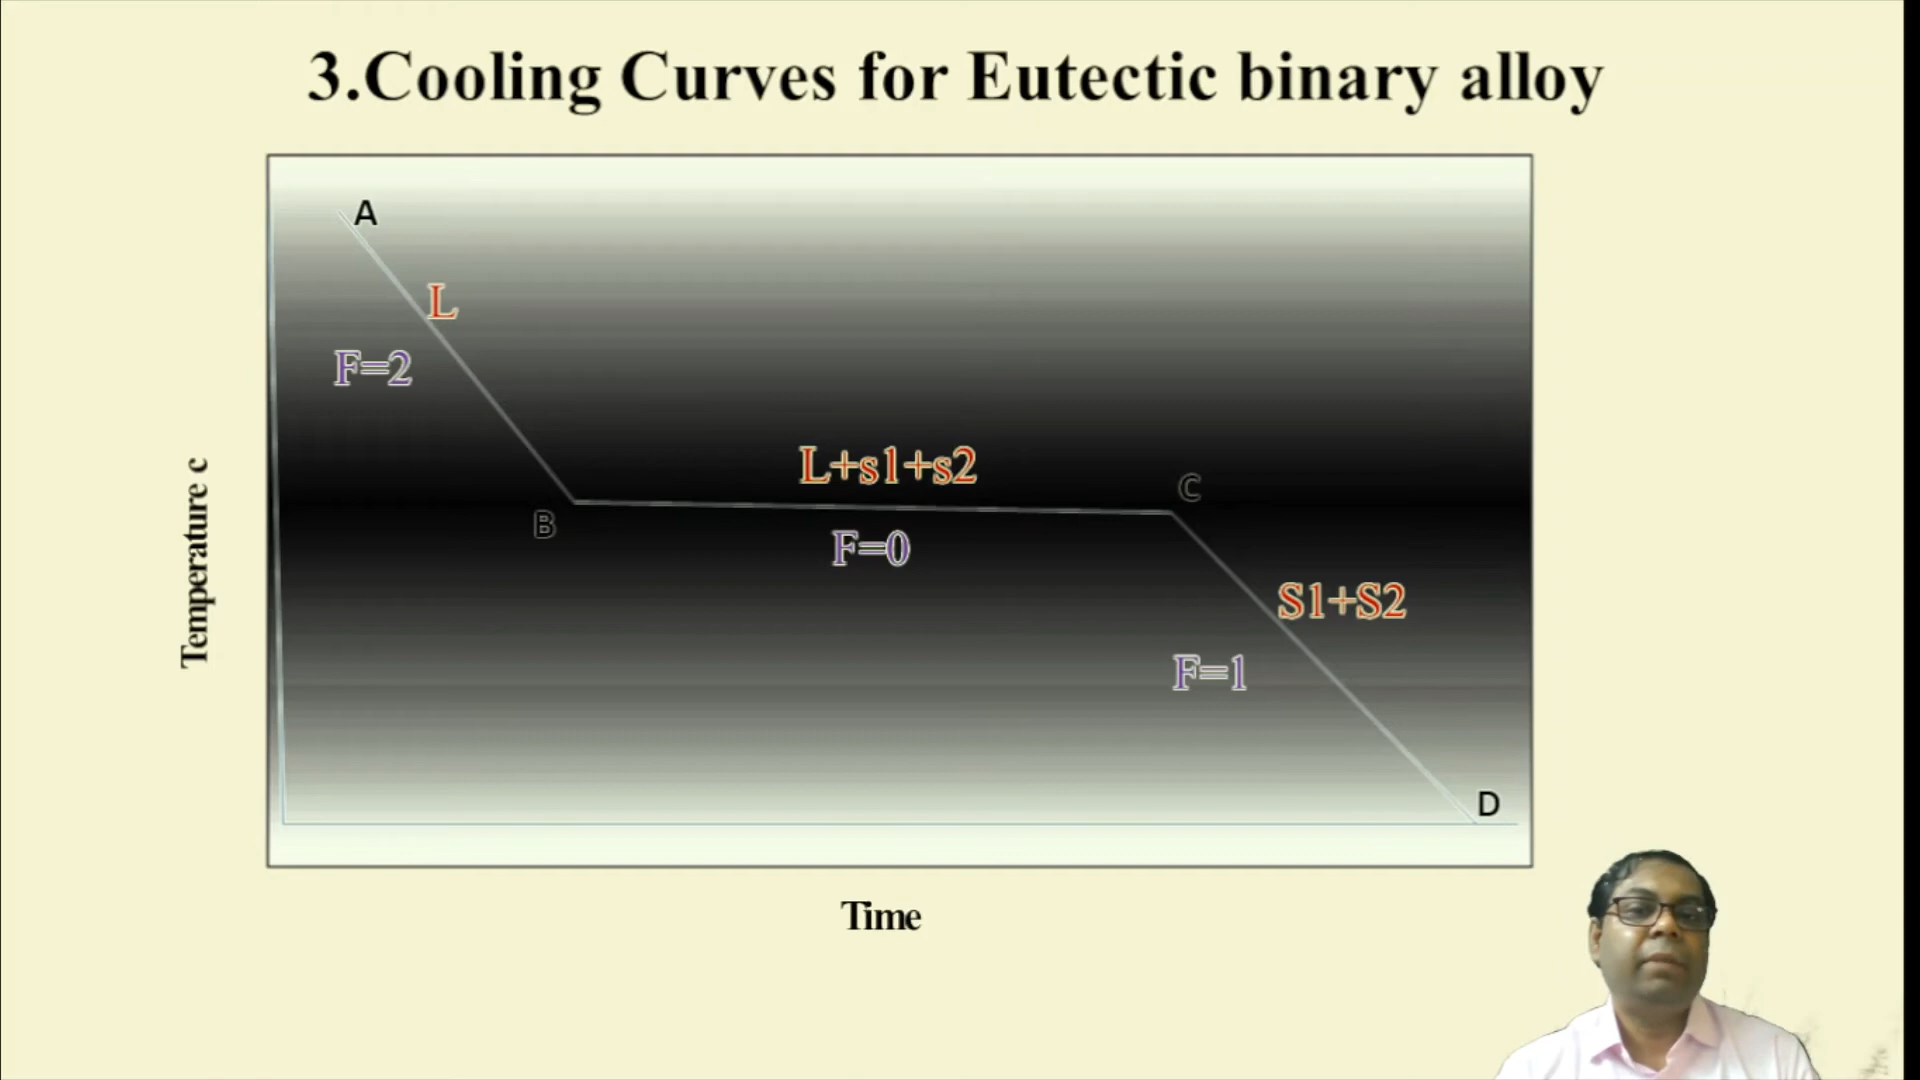 3.Cooling Curves for Eutectic binary alloy
A
L
F=2
L+s1+s2
C
B
F=0
S1+S2
F=1
D
Temperature c
Time